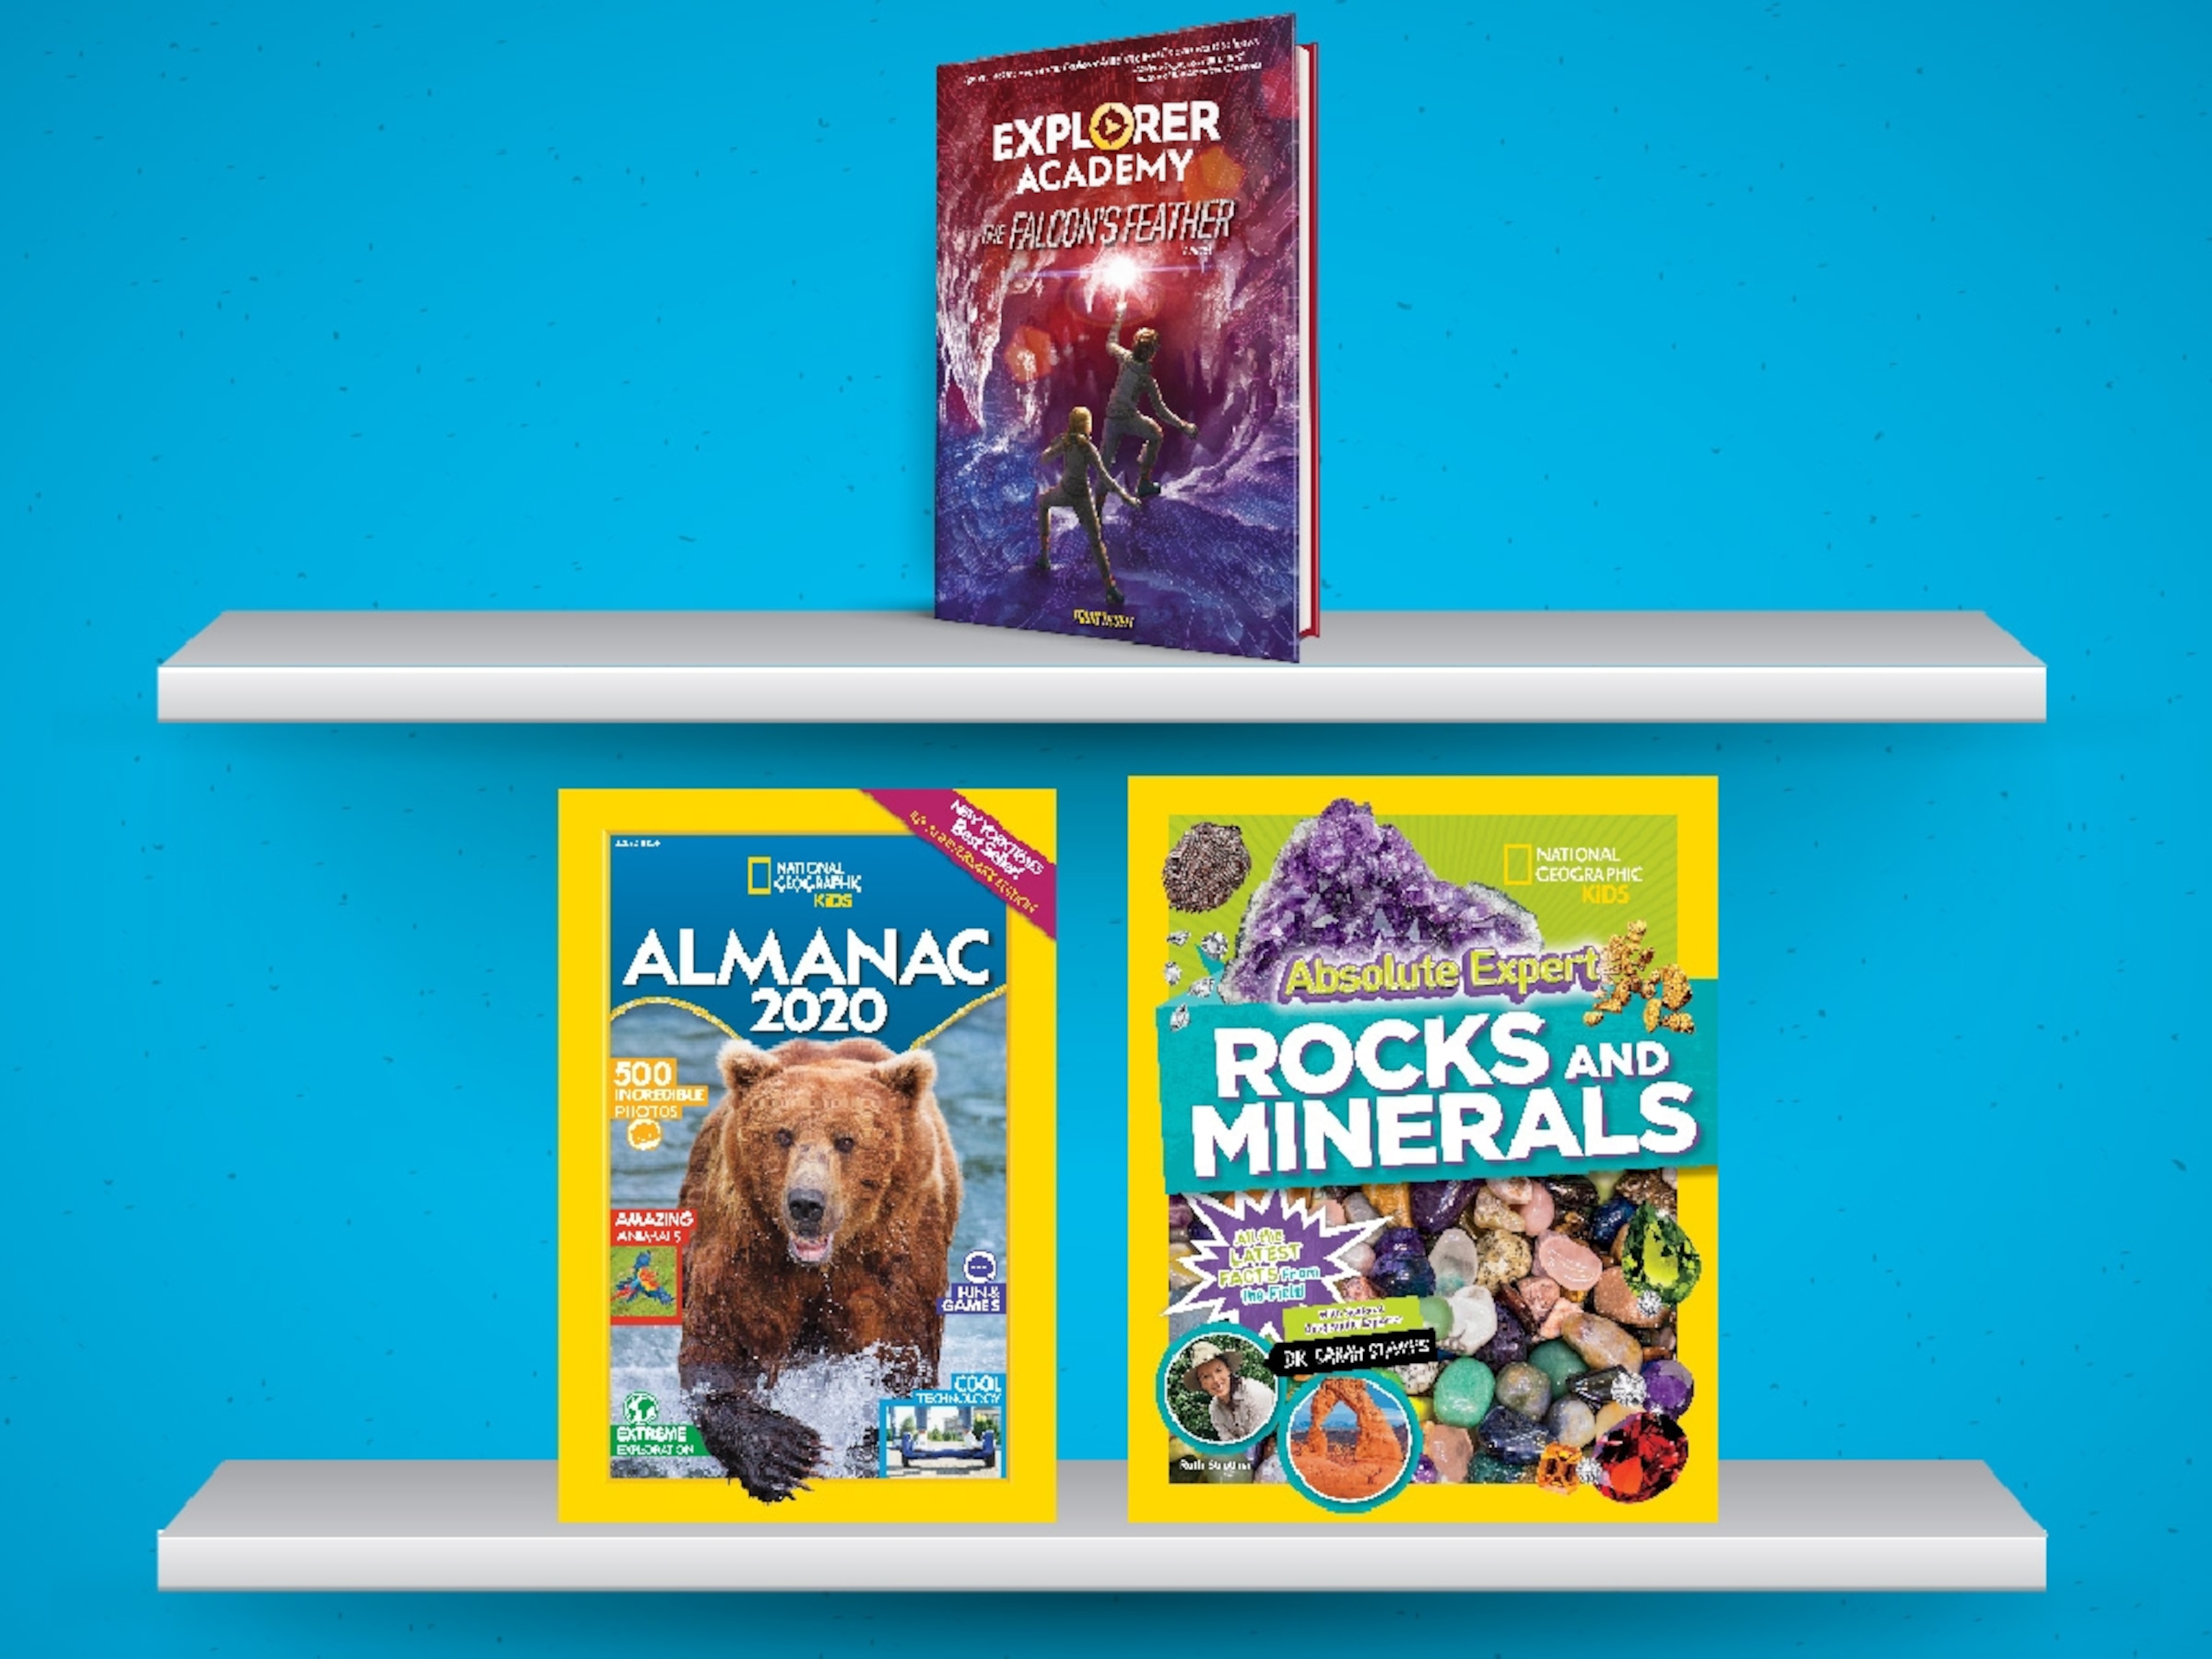 EXPLORER
ACADEMY
THE FALCON'S FEATHER
NATIONAL
GEOGRAPHIC
KIDS
NEW YORK TIMES
Best Seller!
ALMANAC
2020
500
INCREDIBLE
PHOTOS
AMAZING
ANIMALS
FUN &
GAMES
COOL
TECHNOLOGY
EXTREME
EXPLORATION
NATIONAL
GEOGRAPHIC
KIDS
Absolute Expert
ROCKS AND
MINERALS
All the
LATEST
FACTS From
the Field
DR. SARAH STAMPS
Ruth